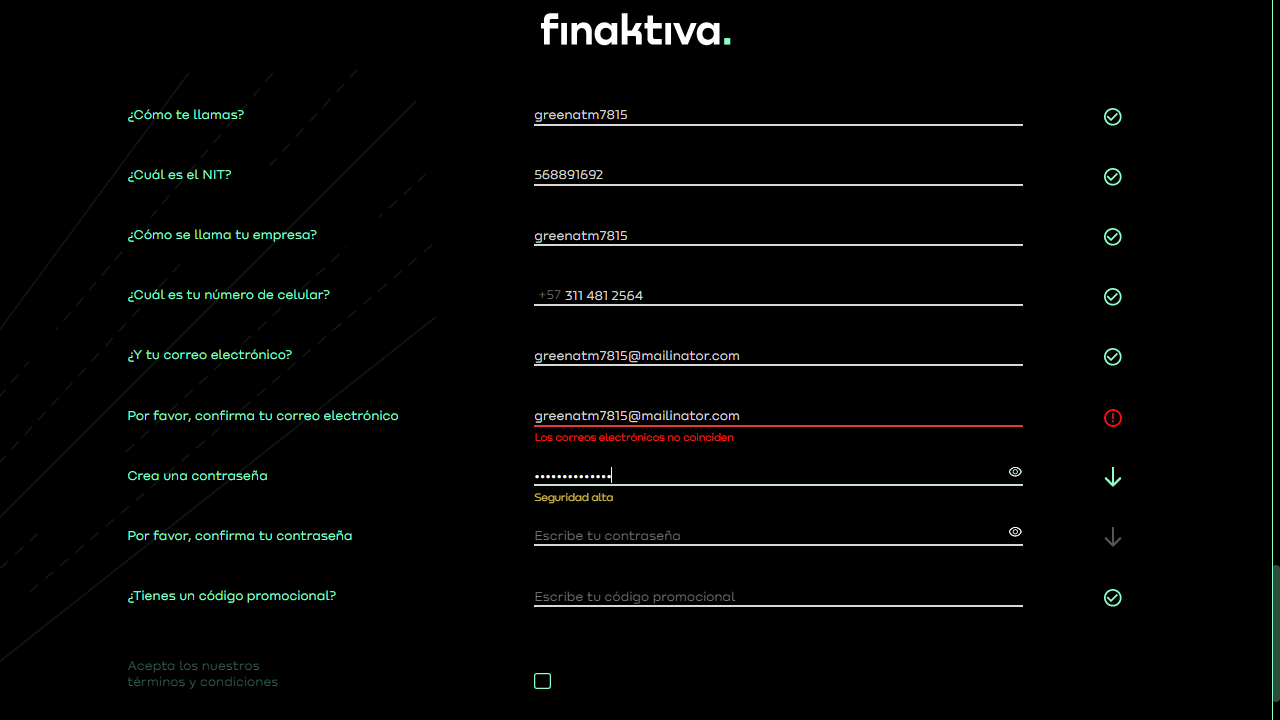 finaktiva.
¿Cómo te llamas?
greenatm7815
¿Cuál es el NIT?
568891692
¿Cómo se llama tu empresa?
greenatm7815
¿Cuál es tu número de celular?
+57 311 481 2564
¿Y tu correo electrónico?
greenatm7815@mailinator.com
Por favor, confirma tu correo electrónico
greenatm7815@mailinator.com
Los correos electrónicos no coinciden
Crea una contraseña
••••••••••••••
Seguridad alta
Por favor, confirma tu contraseña
Escribe tu contraseña
¿Tienes un código promocional?
Escribe tu código promocional
Acepta los nuestros
términos y condiciones